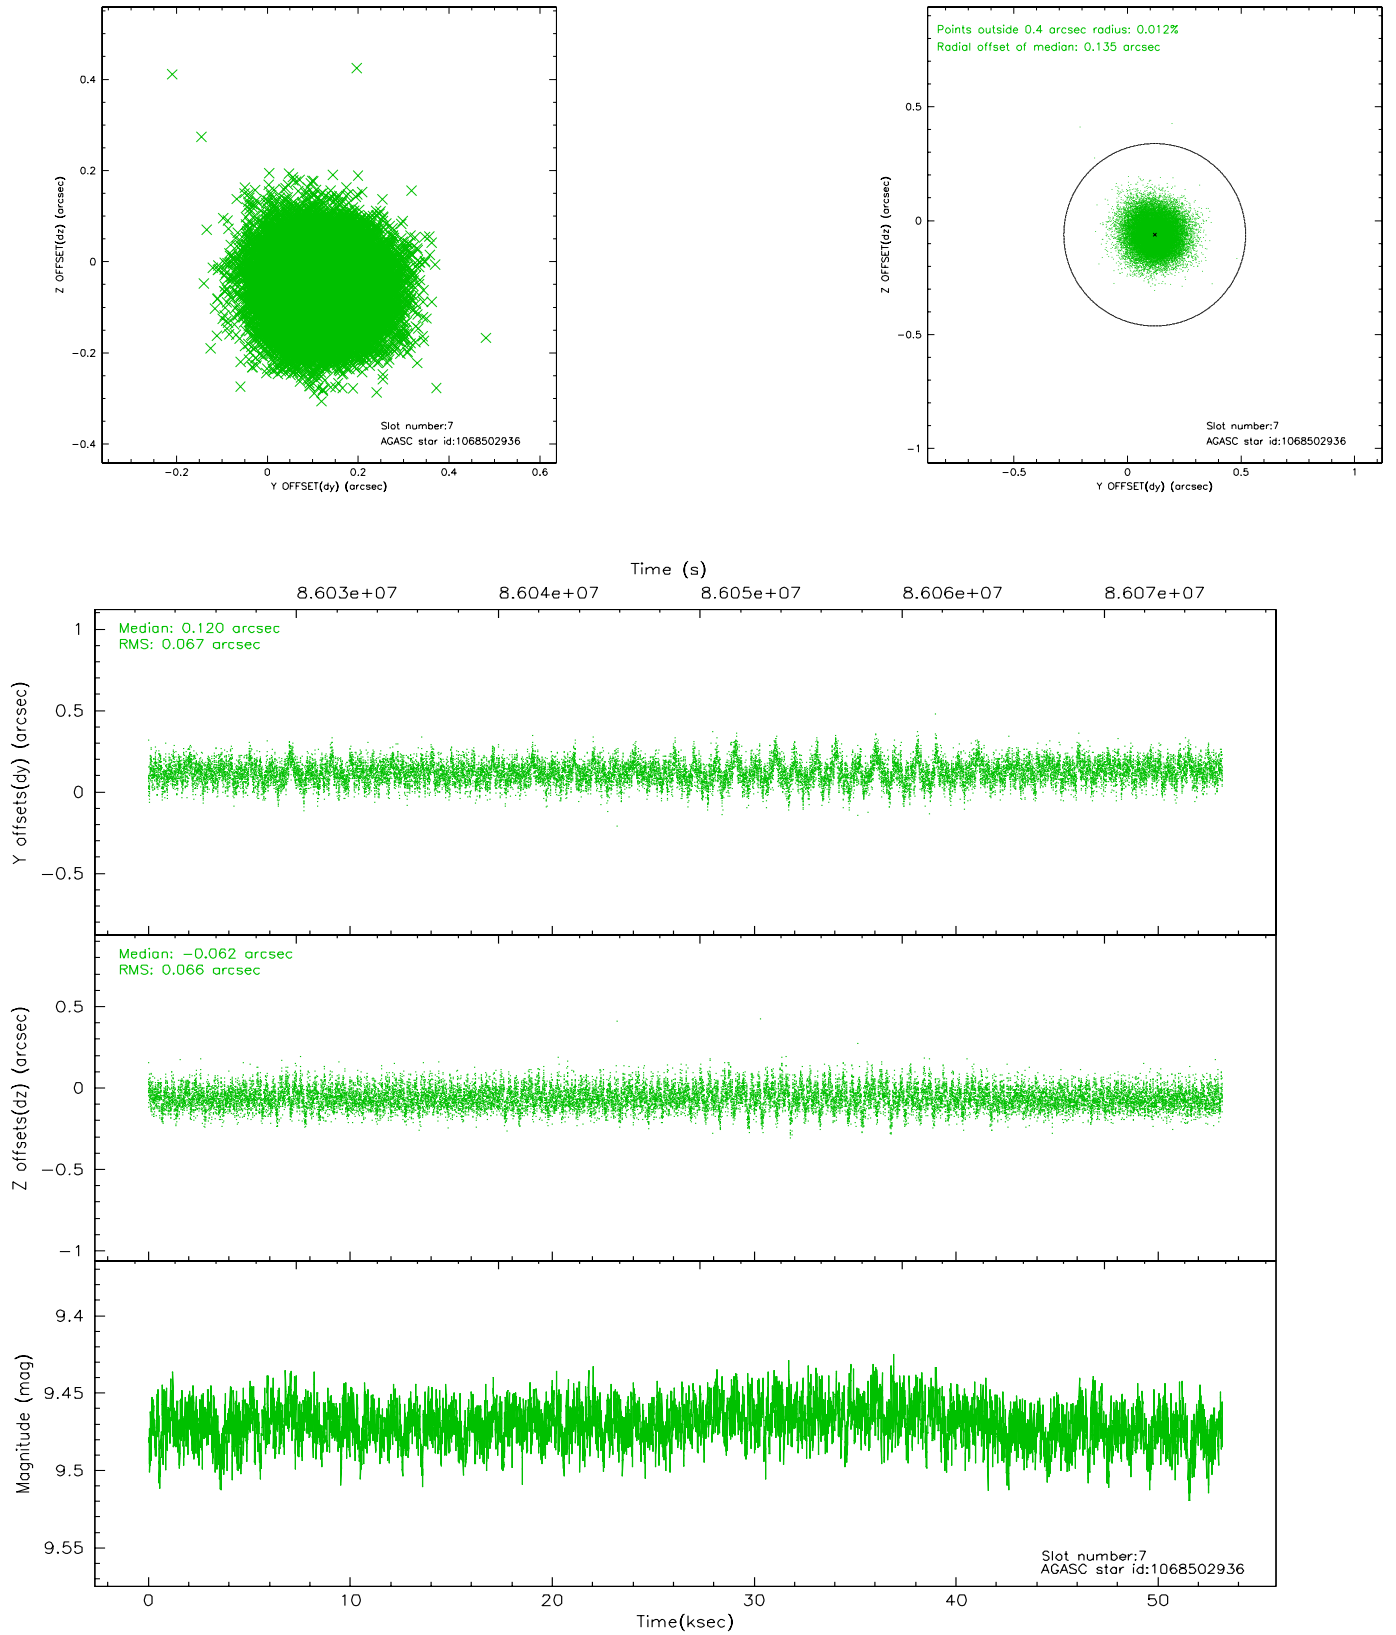 0.4
0.2
0
−0.2
−0.4
Z OFFSET(dz) (arcsec)
Slot number:7
AGASC star id:1068502936
−0.2 0 0.2 0.4 0.6
Y OFFSET(dy) (arcsec)
Points outside 0.4 arcsec radius: 0.012%
Radial offset of median: 0.135 arcsec
0.5
0
−0.5
−1
Z OFFSET(dz) (arcsec)
Slot number:7
AGASC star id:1068502936
−0.5 0 0.5 1
Y OFFSET(dy) (arcsec)
Time (s)
8.603e+07 8.604e+07 8.605e+07 8.606e+07 8.607e+07
Median: 0.120 arcsec
RMS: 0.067 arcsec
1
0.5
0
−0.5
Y offsets(dy) (arcsec)
Median: −0.062 arcsec
RMS: 0.066 arcsec
0.5
0
−0.5
−1
Z offsets(dz) (arcsec)
9.4
9.45
9.5
9.55
Magnitude (mag)
Slot number:7
AGASC star id:1068502936
0 10 20 30 40 50
Time(ksec)